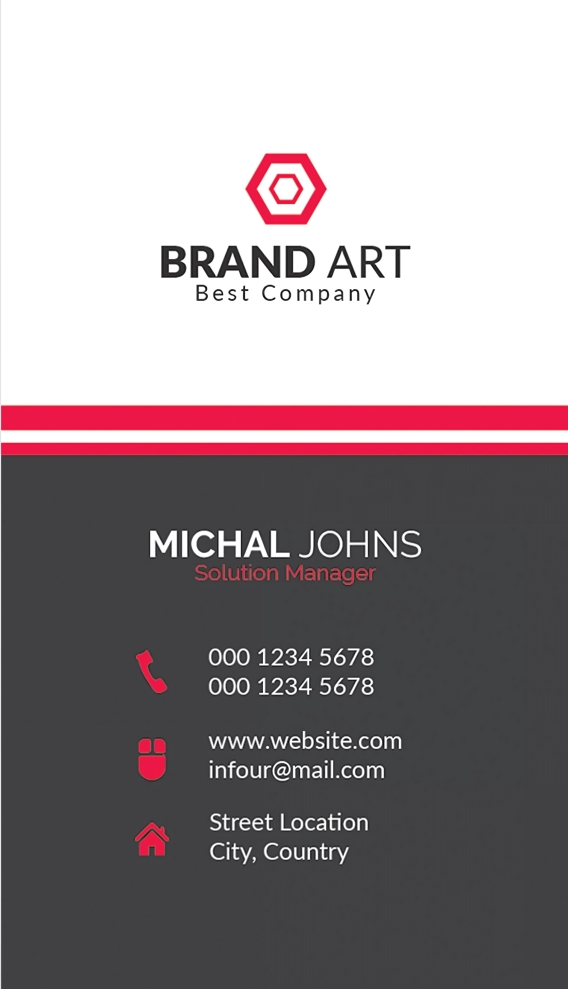 BRAND ART
Best Company
MICHAL JOHNS
Solution Manager
000 1234 5678
000 1234 5678
www.website.com
infour@mail.com
Street Location
City, Country